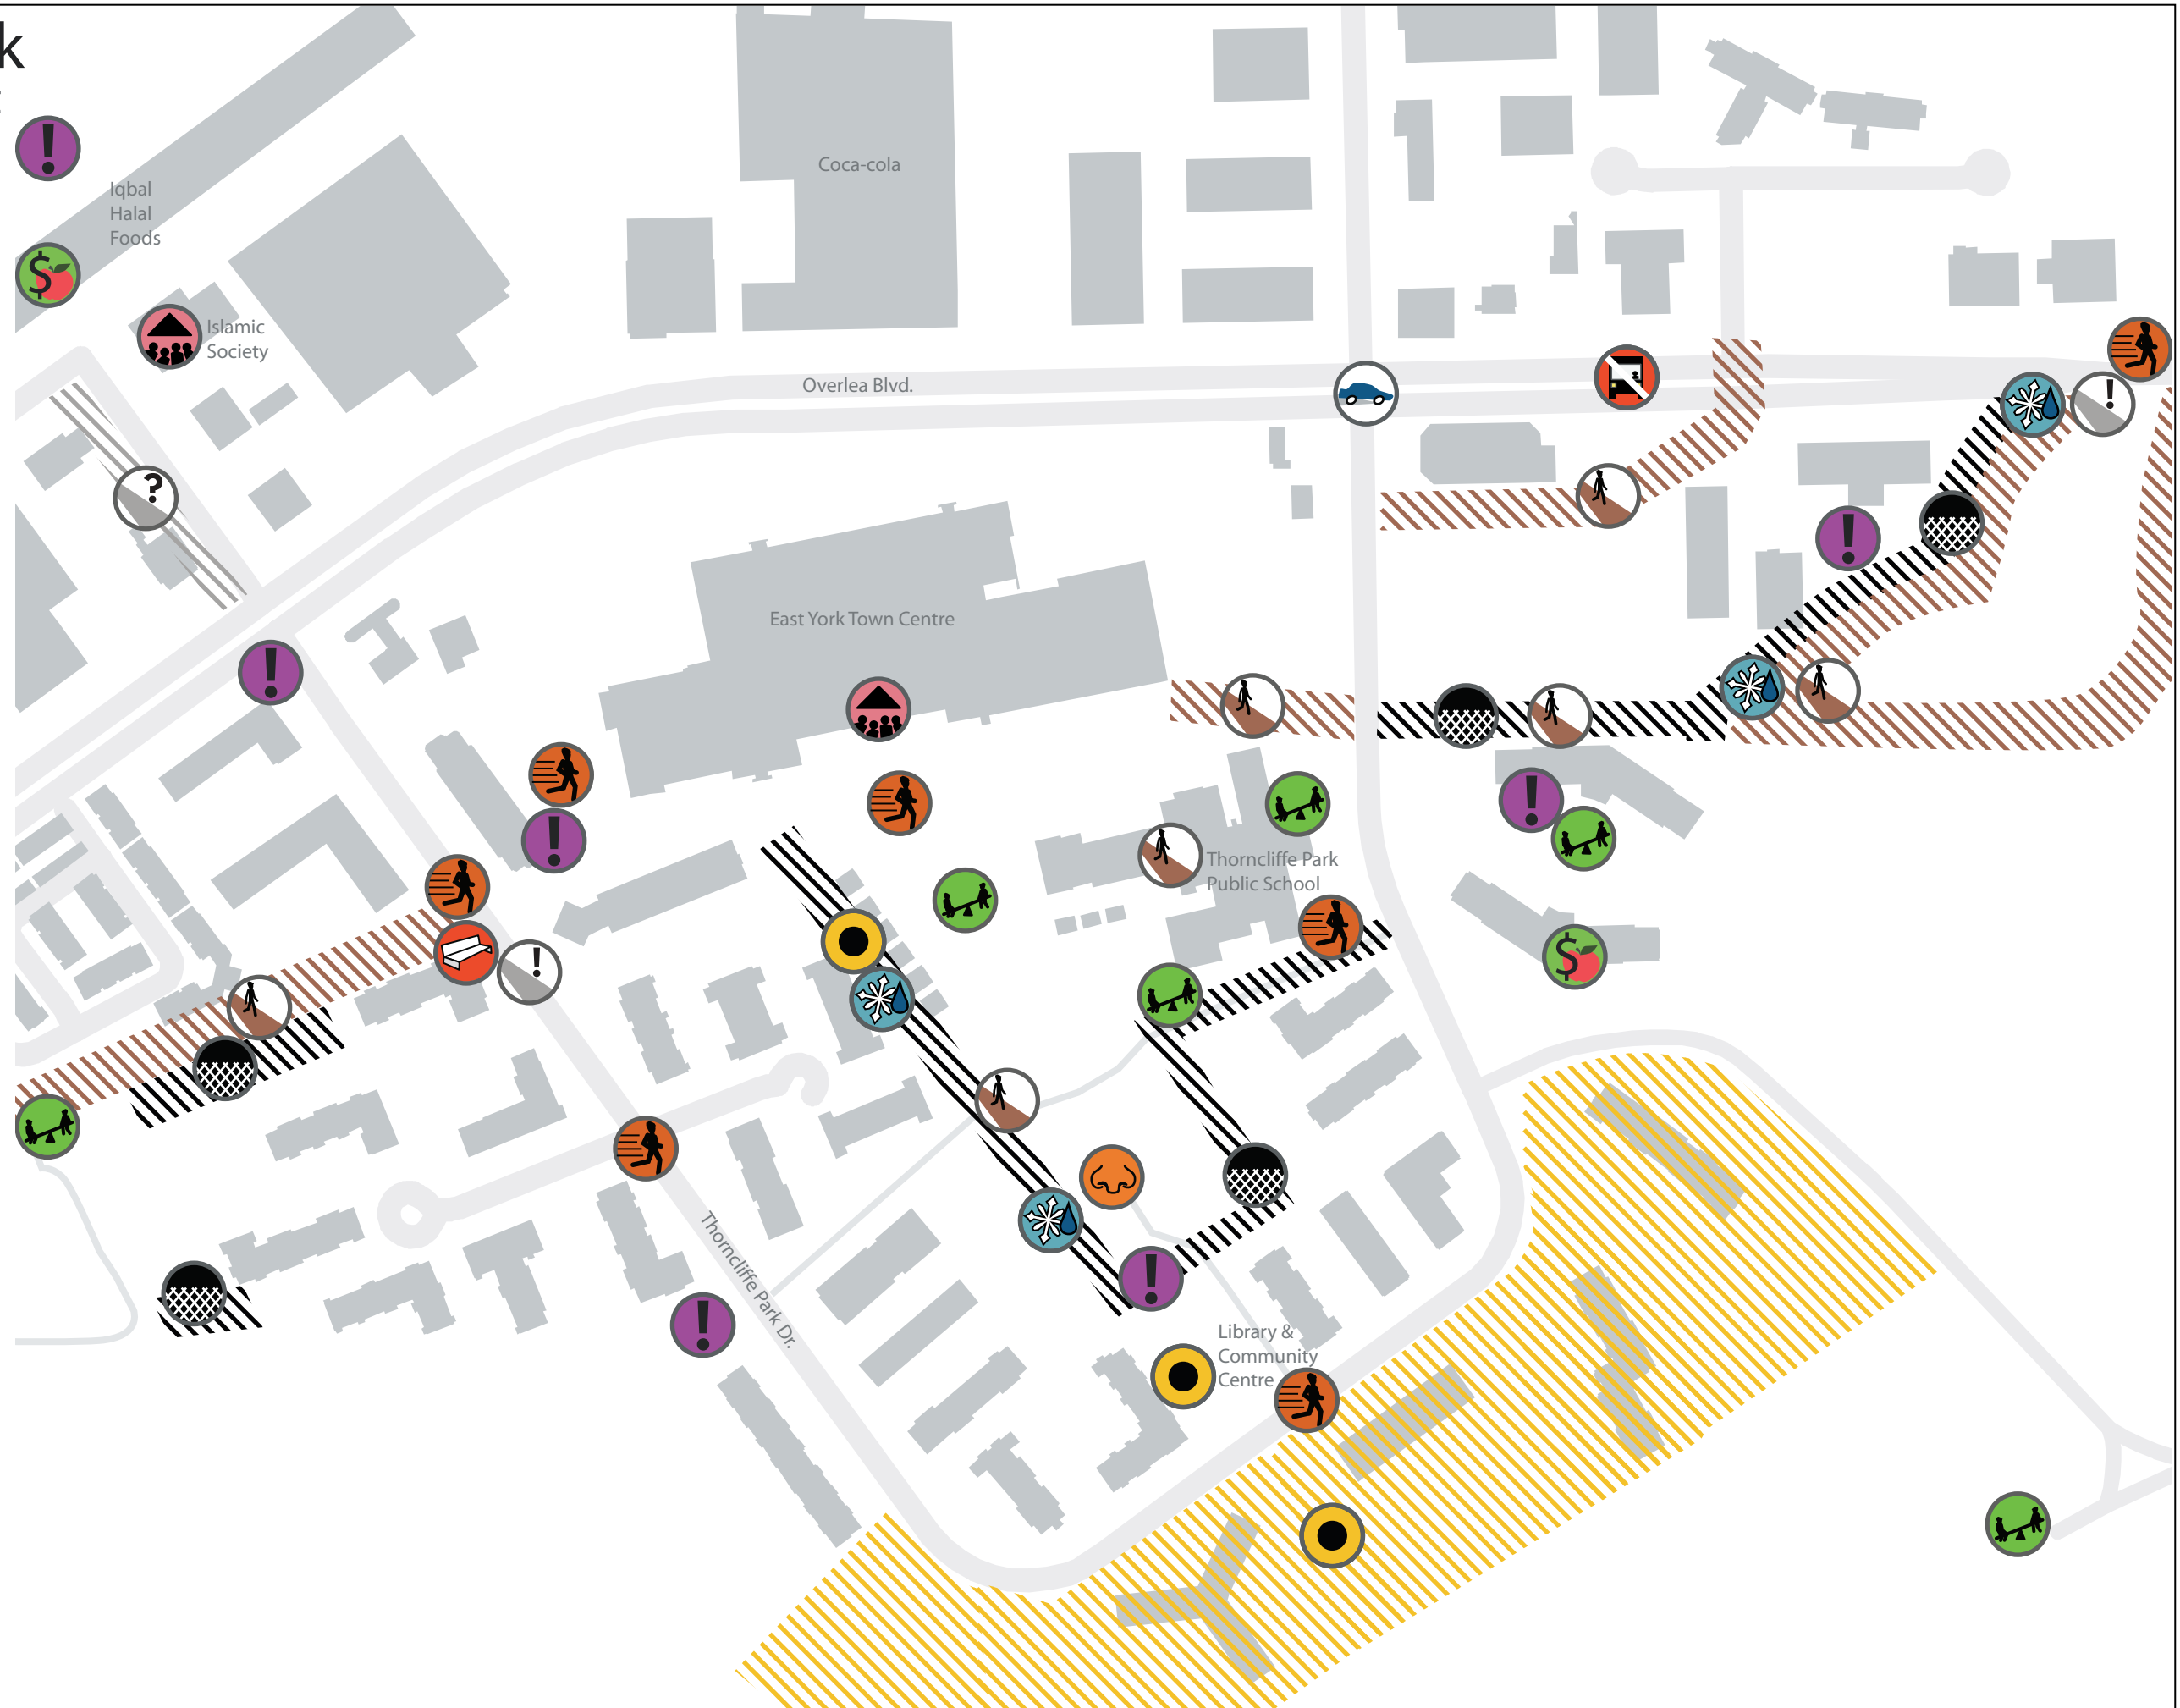 k
Iqbal
Halal
Foods
Coca-cola
Islamic
Society
Overlea Blvd.
East York Town Centre
Thorncliffe Park
Public School
Thorncliffe Park Dr.
Library &
Community
Centre